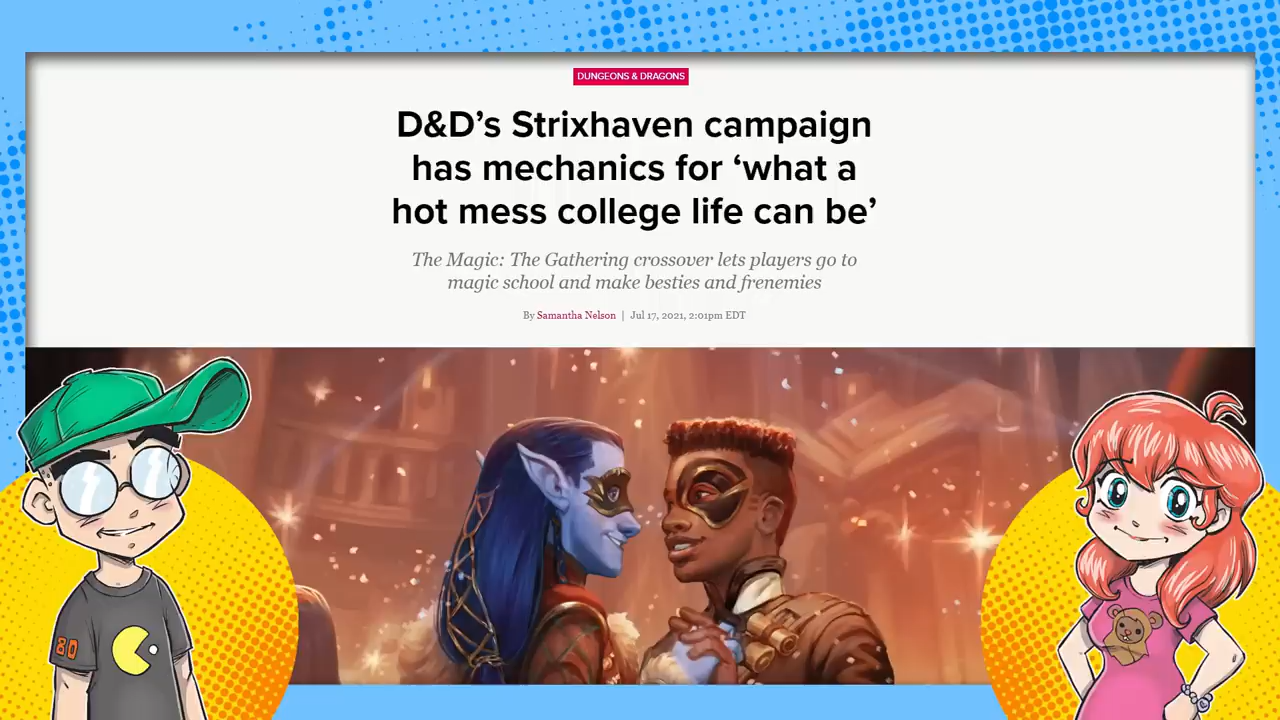 DUNGEONS & DRAGONS
D&D’s Strixhaven campaign
has mechanics for ‘what a
hot mess college life can be’
The Magic: The Gathering crossover lets players go to
magic school and make besties and frenemies
By Samantha Nelson | Jul 17, 2021, 2:01pm EDT
80